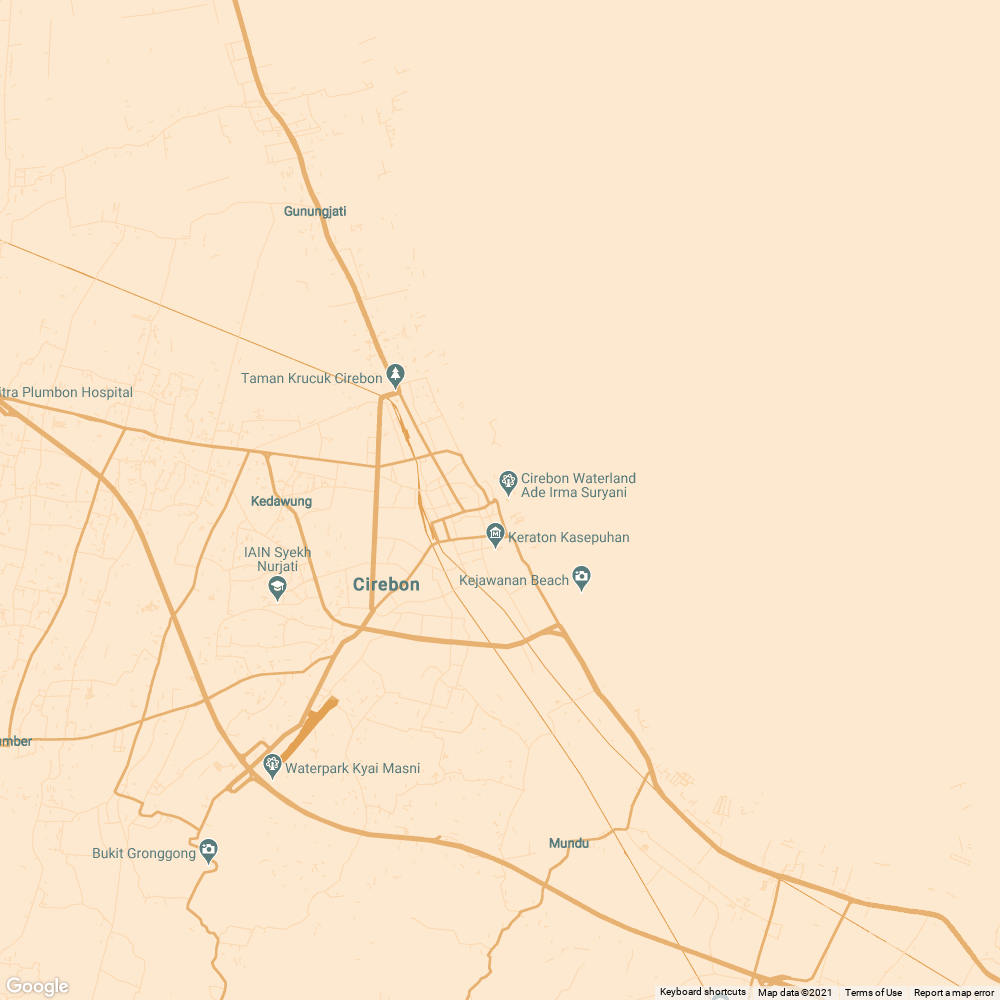 Gunungjati
Taman Krucuk Cirebon
itra Plumbon Hospital
Cirebon Waterland
Ade Irma Suryani
Kedawung
Keraton Kasepuhan
IAIN Syekh
Nurjati
Kejawanan Beach
Cirebon
umber
Waterpark Kyai Masni
Mundu
Bukit Gronggong
Google
Keyboard shortcuts
Map data ©2021
Terms of Use
Report a map error